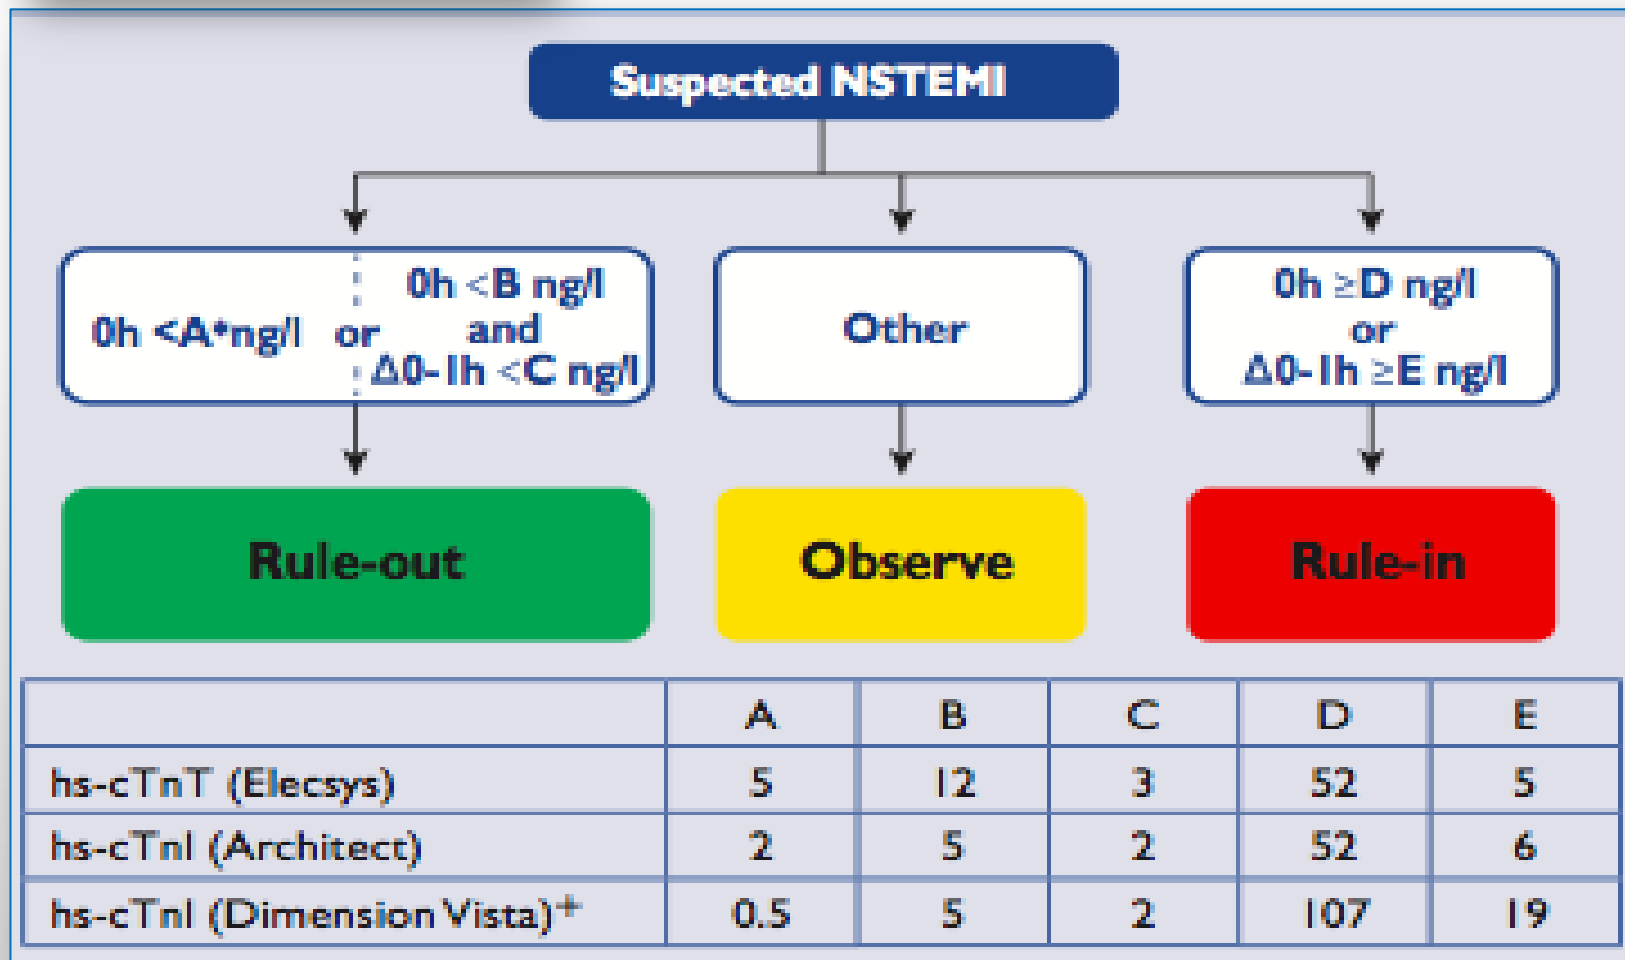 Suspected NSTEMI
0h <A*ng/l or 0h <B ng/l
and
Δ0-1h <C ng/l
Other
0h ≥D ng/l
or
Δ0-1h ≥E ng/l
Rule-out
Observe
Rule-in
A B C D E
hs-cTnT (Elecsys) 5 12 3 52 5
hs-cTnI (Architect) 2 5 2 52 6
hs-cTnI (Dimension Vista)+ 0.5 5 2 107 19